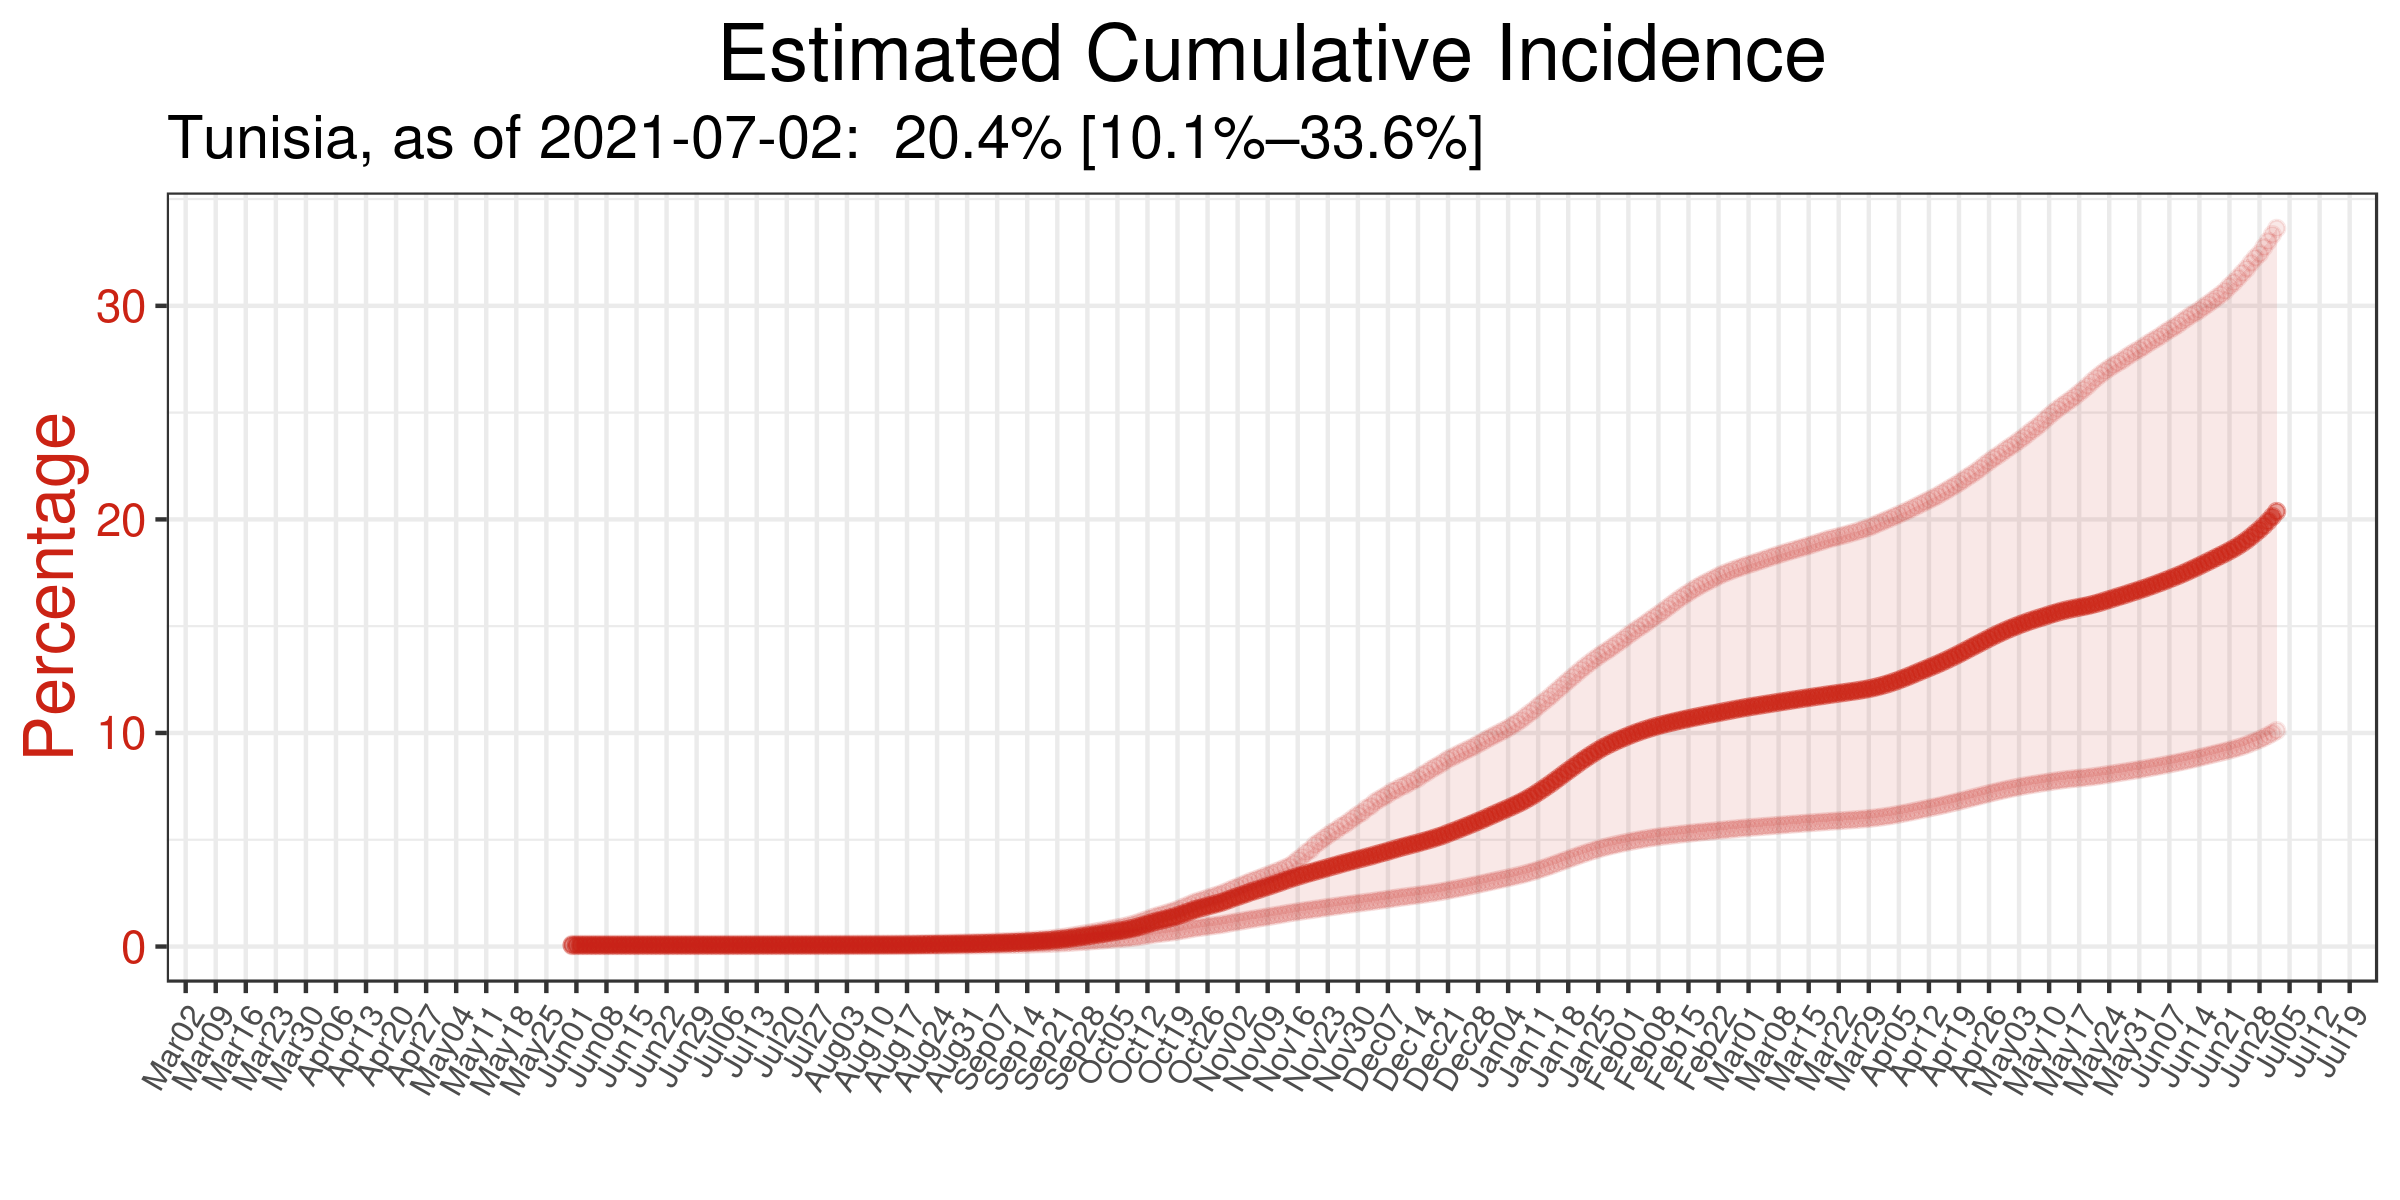 Estimated Cumulative Incidence
Tunisia, as of 2021-07-02:  20.4% [10.1%–33.6%]
Percentage
30
20
10
0
Mar02
Mar09
Mar16
Mar23
Mar30
Apr06
Apr13
Apr20
Apr27
May04
May11
May18
May25
Jun01
Jun08
Jun15
Jun22
Jun29
Jul06
Jul13
Jul20
Jul27
Aug03
Aug10
Aug17
Aug24
Aug31
Sep07
Sep14
Sep21
Sep28
Oct05
Oct12
Oct19
Oct26
Nov02
Nov09
Nov16
Nov23
Nov30
Dec07
Dec14
Dec21
Dec28
Jan04
Jan11
Jan18
Jan25
Feb01
Feb08
Feb15
Feb22
Mar01
Mar08
Mar15
Mar22
Mar29
Apr05
Apr12
Apr19
Apr26
May03
May10
May17
May24
May31
Jun07
Jun14
Jun21
Jun28
Jul05
Jul12
Jul19